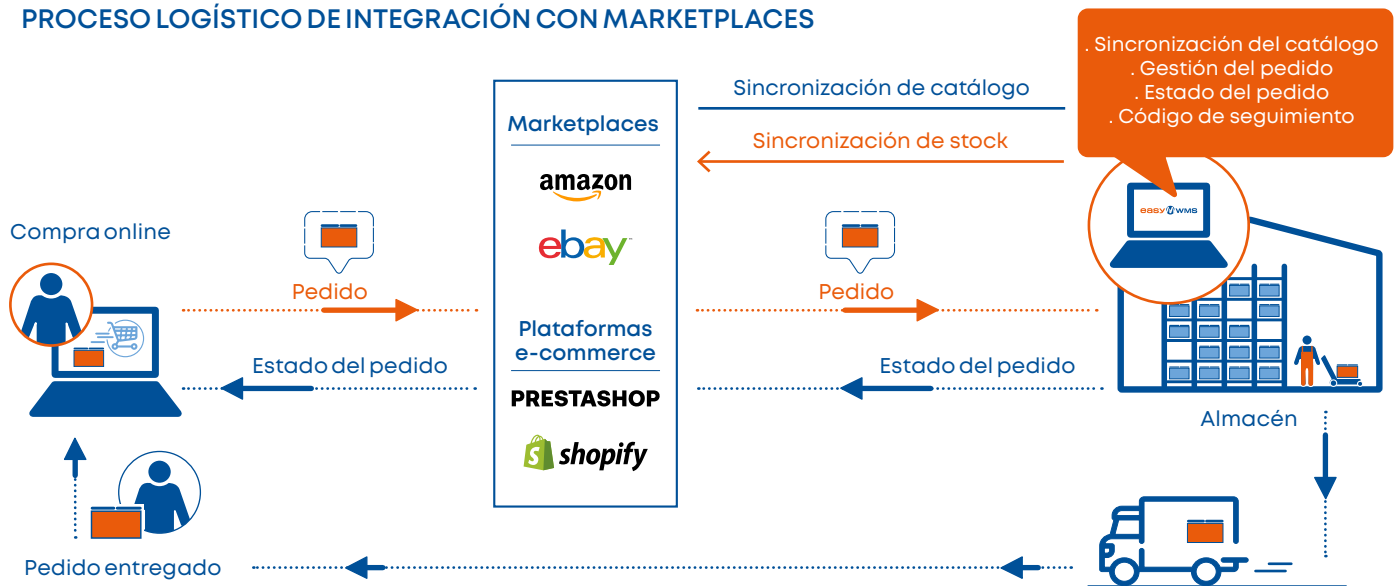 PROCESO LOGÍSTICO DE INTEGRACIÓN CON MARKETPLACES
. Sincronización del catálogo
. Gestión del pedido
. Estado del pedido
. Código de seguimiento
Sincronización de catálogo
Sincronización de stock
Marketplaces
amazon
ebay™
easy WMS
Compra online
Pedido
Pedido
Plataformas
e-commerce
Estado del pedido
Estado del pedido
PRESTASHOP
shopify
Almacén
Pedido entregado